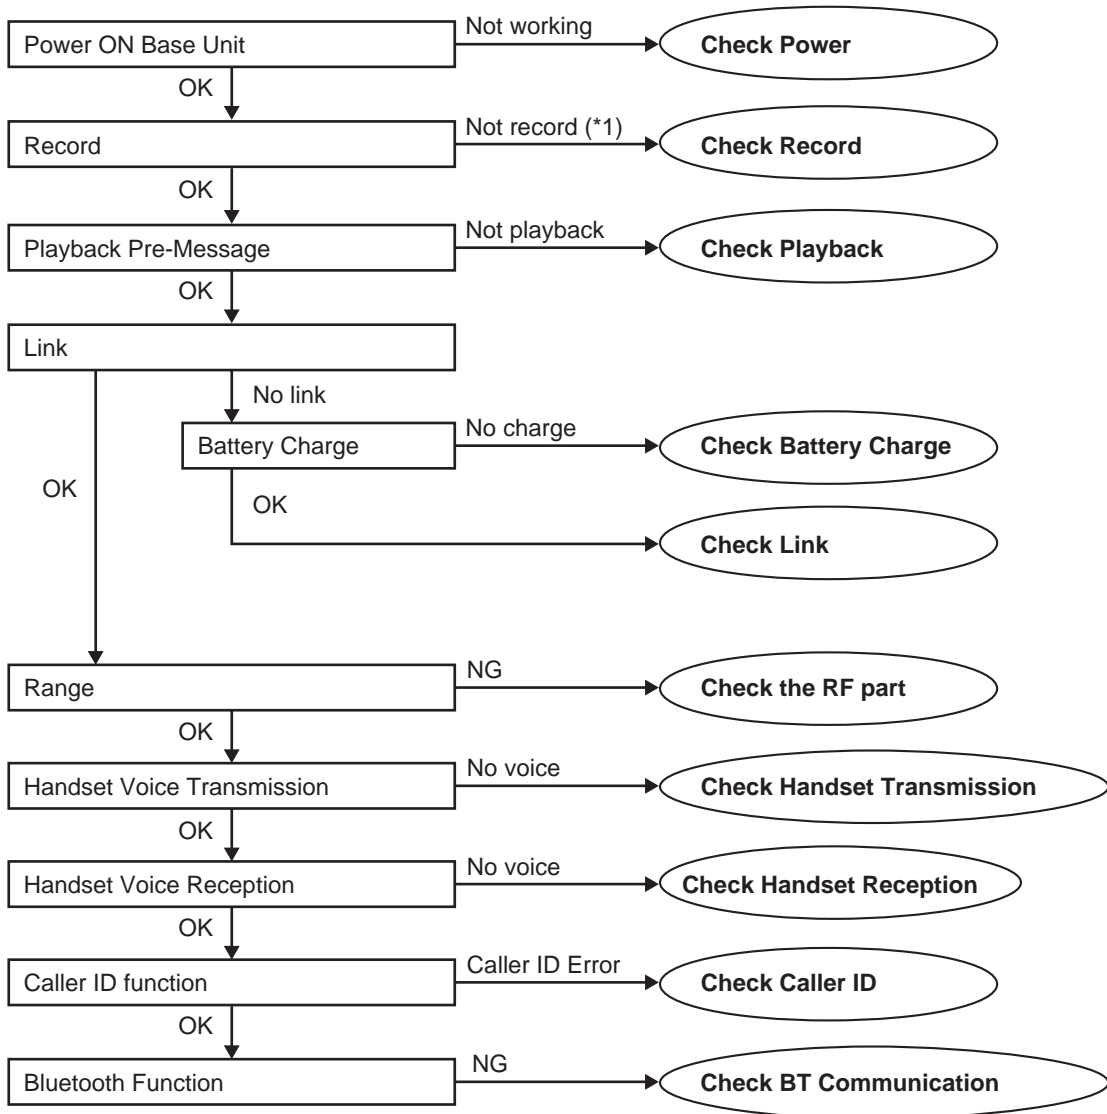 Power ON Base Unit
Not working
Check Power
OK
Record
Not record (*1)
Check Record
OK
Playback Pre-Message
Not playback
Check Playback
OK
Link
No link
Battery Charge
No charge
Check Battery Charge
OK
OK
Check Link
Range
NG
Check the RF part
OK
Handset Voice Transmission
No voice
Check Handset Transmission
OK
Handset Voice Reception
No voice
Check Handset Reception
OK
Caller ID function
Caller ID Error
Check Caller ID
OK
Bluetooth Function
NG
Check BT Communication